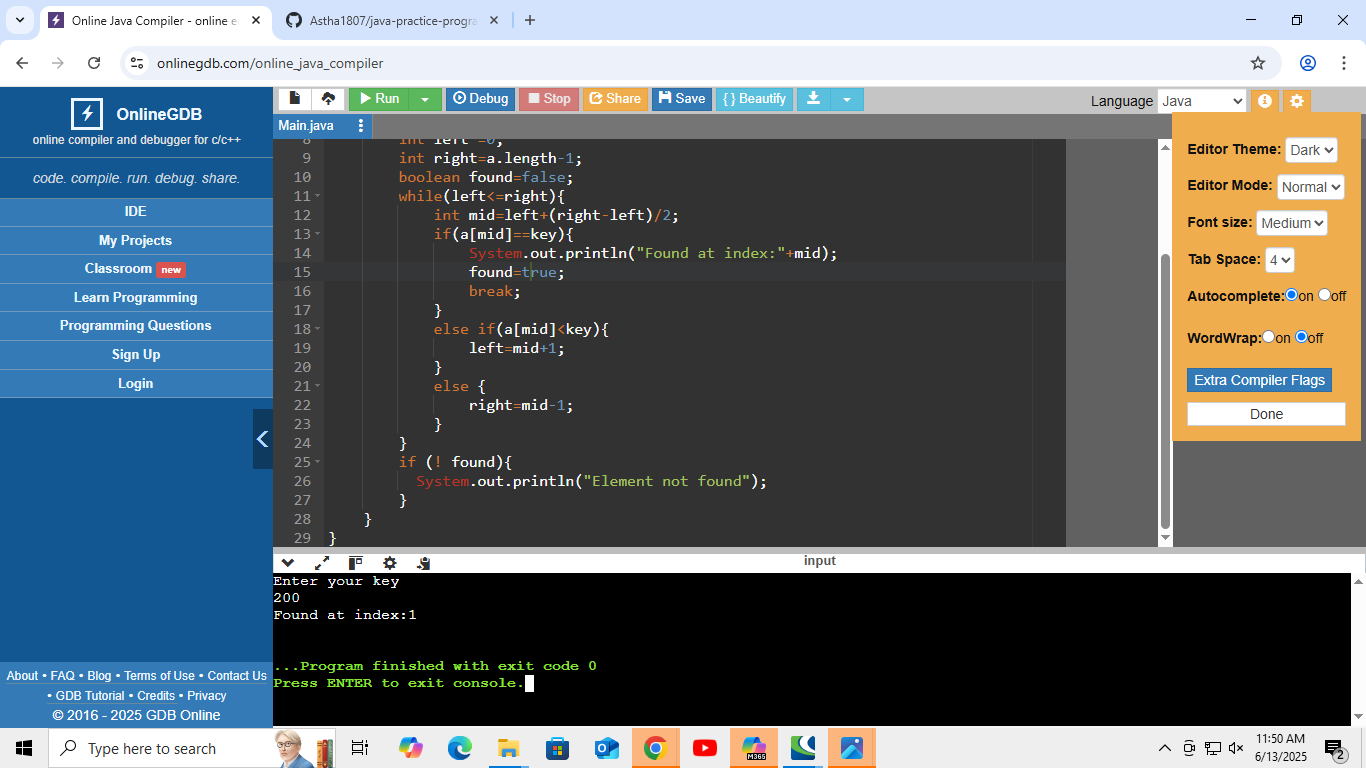 Online Java Compiler - online e
Astha1807/java-practice-progra
onlinegdb.com/online_java_compiler
OnlineGDB
online compiler and debugger for c/c++
code. compile. run. debug. share.
IDE
My Projects
Classroom new
Learn Programming
Programming Questions
Sign Up
Login
About • FAQ • Blog • Terms of Use • Contact Us
• GDB Tutorial • Credits • Privacy
© 2016 - 2025 GDB Online
Run
Debug
Stop
Share
Save
{ } Beautify
Language Java
Main.java
8 int left =0;
9 int right=a.length-1;
10 boolean found=false;
11 while(left<=right){
12 int mid=left+(right-left)/2;
13 if(a[mid]==key){
14 System.out.println("Found at index:"+mid);
15 found=true;
16 break;
17 }
18 else if(a[mid]<key){
19 left=mid+1;
20 }
21 else {
22 right=mid-1;
23 }
24 }
25 if (! found){
26 System.out.println("Element not found");
27 }
28 }
29 }
Editor Theme: Dark
Editor Mode: Normal
Font size: Medium
Tab Space: 4
Autocomplete: on off
WordWrap: on off
Extra Compiler Flags
Done
input
Enter your key
200
Found at index:1
...Program finished with exit code 0
Press ENTER to exit console.
Type here to search
M365
11:50 AM
6/13/2025
2